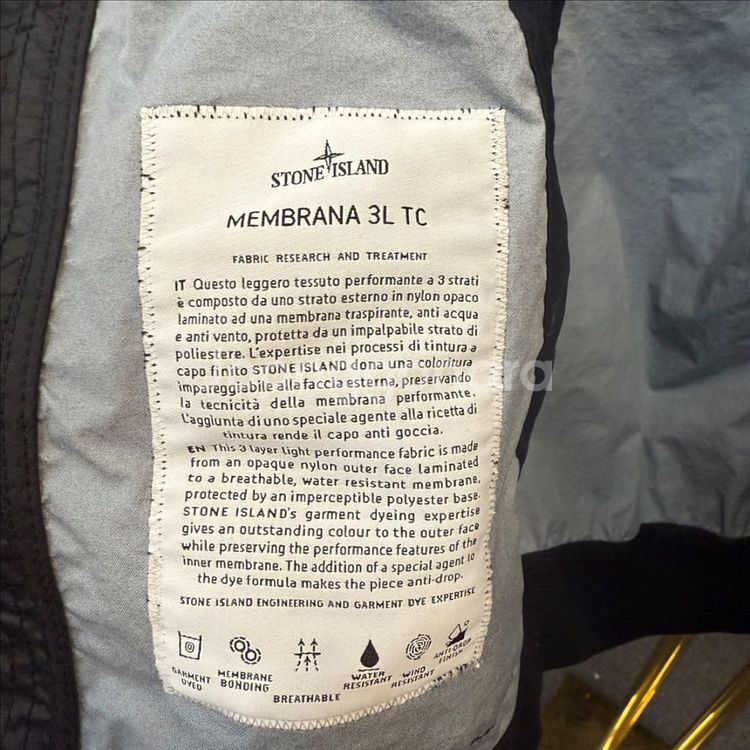 STONE ISLAND
MEMBRANA 3L TC
FABRIC RESEARCH AND TREATMENT
IT Questo leggero tessuto performante a 3 strati
è composto da uno strato esterno in nylon opaco
laminato ad una membrana traspirante, anti acqua
e anti vento, protetta da un impalpabile strato di
poliestere. L'expertise nei processi di tintura a
capo finito STONE ISLAND dona una coloritura
impareggiabile alla faccia esterna, preservando
la tecnicità della membrana performante.
L'aggiunta di uno speciale agente alla ricetta di
tintura rende il capo anti goccia.
EN This 3 layer light performance fabric is made
from an opaque nylon outer face laminated
to a breathable, water resistant membrane,
protected by an imperceptible polyester base.
STONE ISLAND's garment dyeing expertise
gives an outstanding colour to the outer face
while preserving the performance features of the
inner membrane. The addition of a special agent to
the dye formula makes the piece anti-drop.
STONE ISLAND ENGINEERING AND GARMENT DYE EXPERTISE
GARMENT
DYED
MEMBRANE
BONDING
BREATHABLE
WATER
RESISTANT
WIND
RESISTANT
ANTI-DROP
FINISH